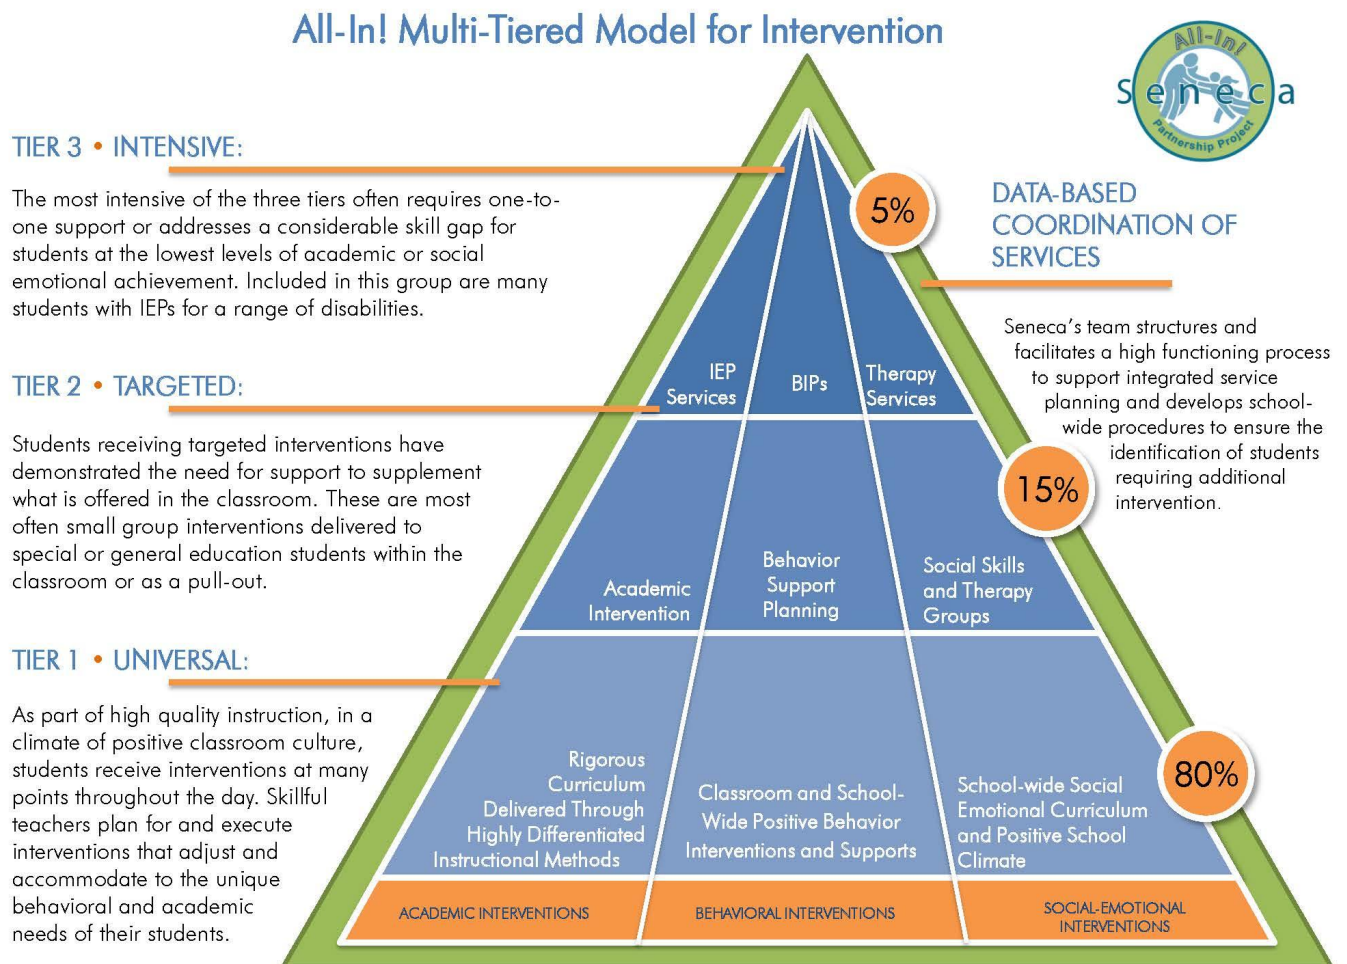 All-In! Multi-Tiered Model for Intervention
All-In!
Seneca
Partnership Project
TIER 3 • INTENSIVE:
The most intensive of the three tiers often requires one-to-
one support or addresses a considerable skill gap for
students at the lowest levels of academic or social
emotional achievement. Included in this group are many
students with IEPs for a range of disabilities.
TIER 2 • TARGETED:
Students receiving targeted interventions have
demonstrated the need for support to supplement
what is offered in the classroom. These are most
often small group interventions delivered to
special or general education students within the
classroom or as a pull-out.
TIER 1 • UNIVERSAL:
As part of high quality instruction, in a
climate of positive classroom culture,
students receive interventions at many
points throughout the day. Skillful
teachers plan for and execute
interventions that adjust and
accommodate to the unique
behavioral and academic
needs of their students.
5%
IEP
Services
BIPs
Therapy
Services
15%
Academic
Intervention
Behavior
Support
Planning
Social Skills
and Therapy
Groups
80%
Rigorous
Curriculum
Delivered Through
Highly Differentiated
Instructional Methods
Classroom and School-
Wide Positive Behavior
Interventions and Supports
School-wide Social
Emotional Curriculum
and Positive School
Climate
ACADEMIC INTERVENTIONS
BEHAVIORAL INTERVENTIONS
SOCIAL-EMOTIONAL
INTERVENTIONS
DATA-BASED
COORDINATION OF
SERVICES
Seneca's team structures and
facilitates a high functioning process
to support integrated service
planning and develops school-
wide procedures to ensure the
identification of students
requiring additional
intervention.